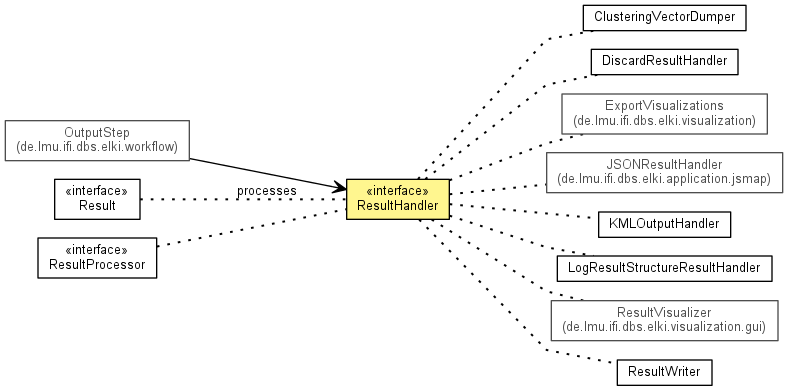 ClusteringVectorDumper
DiscardResultHandler
ExportVisualizations
(de.lmu.ifi.dbs.elki.visualization)
OutputStep
(de.lmu.ifi.dbs.elki.workflow)
JSONResultHandler
(de.lmu.ifi.dbs.elki.application.jsmap)
«interface»
Result
processes
«interface»
ResultHandler
KMLOutputHandler
«interface»
ResultProcessor
LogResultStructureResultHandler
ResultVisualizer
(de.lmu.ifi.dbs.elki.visualization.gui)
ResultWriter